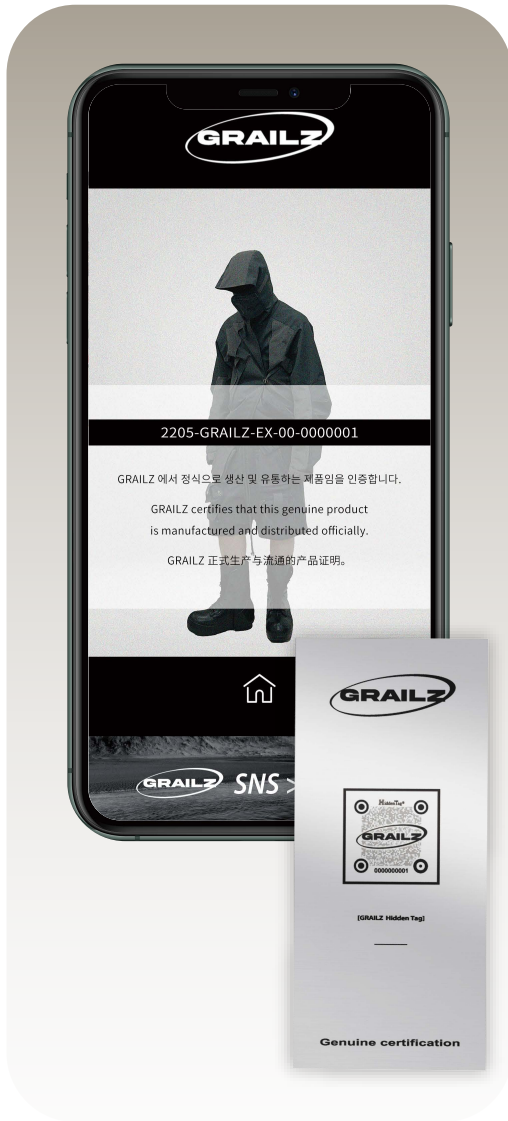 GRAILZ
2205-GRAILZ-EX-00-0000001
GRAILZ 에서 정식으로 생산 및 유통하는 제품임을 인증합니다.
GRAILZ certifies that this genuine product
is manufactured and distributed officially.
GRAILZ 正式生产与流通的产品证明。
GRAILZ SNS >
GRAILZ
HiddenTag®
GRAILZ
0000000001
[GRAILZ Hidden Tag]
Genuine certification